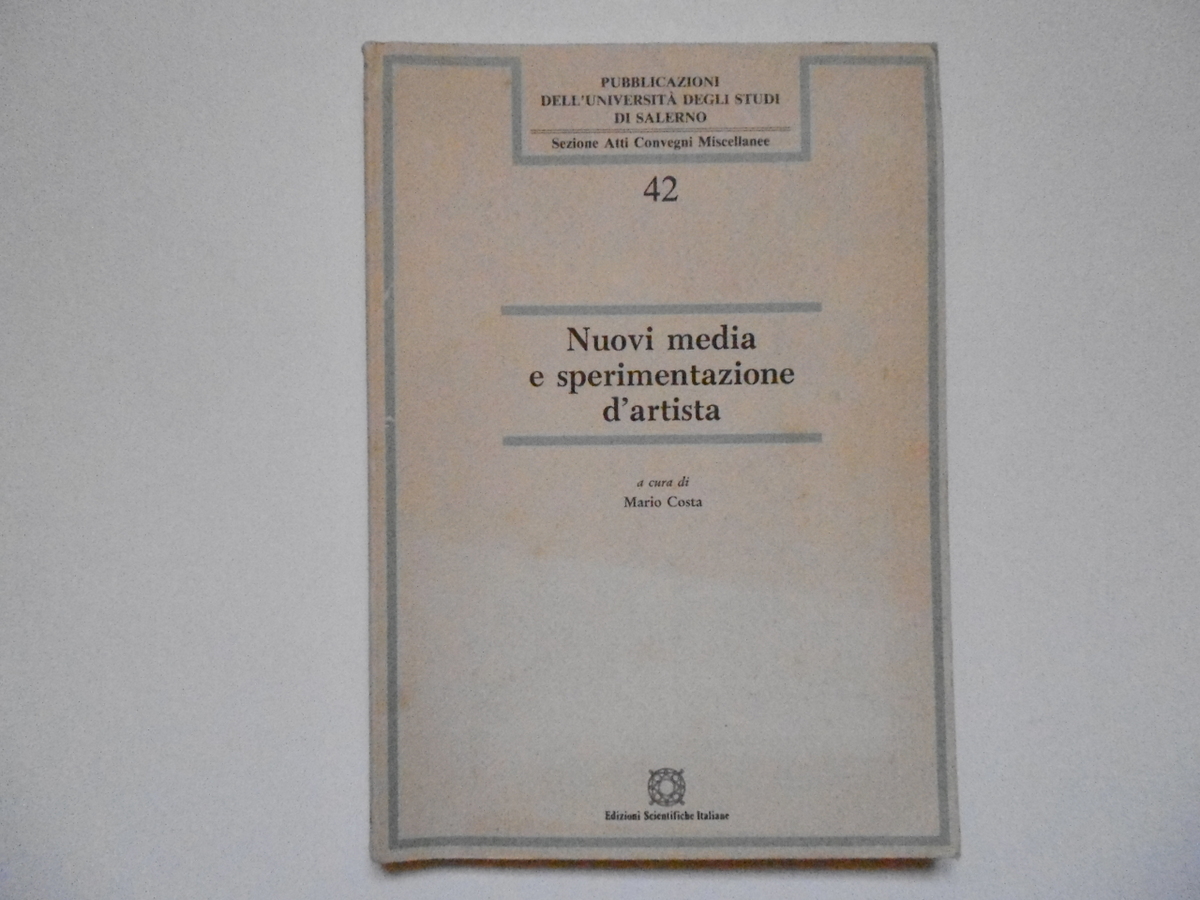 PUBBLICAZIONI
DELL'UNIVERSITÀ DEGLI STUDI
DI SALERNO
Sezione Atti Convegni Miscellanee
42
Nuovi media
e sperimentazione
d'artista
a cura di
Mario Costa
Edizioni Scientifiche Italiane